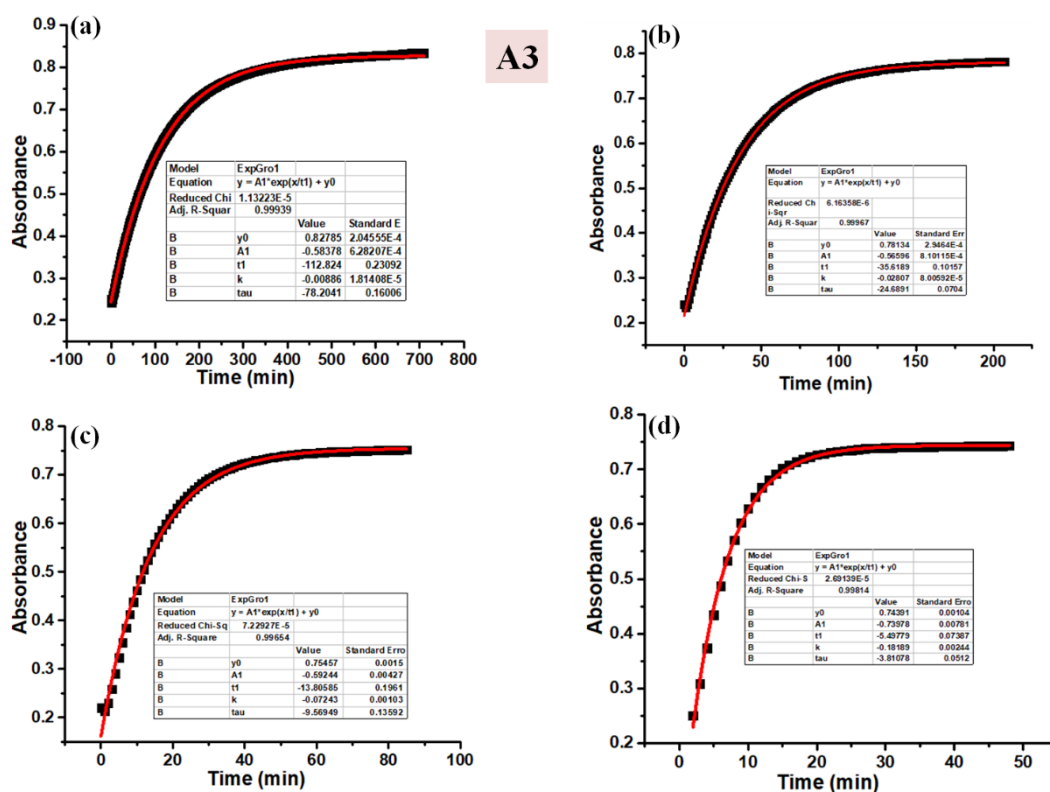 (a)
A3
(b)
0.9
0.8
0.7
0.6
0.5
0.4
0.3
0.2
Absorbance
-100 0 100 200 300 400 500 600 700 800
Time (min)
Model ExpGro1
Equation y = A1*exp(x/t1) + y0
Reduced Chi 1.13223E-5
Adj. R-Squar 0.99939
Value Standard E
B y0 0.82785 2.04555E-4
B A1 -0.58378 6.28207E-4
B t1 -112.824 0.23092
B k -0.00886 1.81408E-5
B tau -78.2041 0.16006
0.8
0.7
0.6
0.5
0.4
0.3
0.2
Absorbance
0 50 100 150 200
Time (min)
Model ExpGro1
Equation y = A1*exp(x/t1) + y0
Reduced Ch
i-Sqr 6.16358E-6
Adj. R-Squar 0.99967
Value Standard Err
B y0 0.78134 2.9464E-4
B A1 -0.56596 8.10115E-4
B t1 -35.6189 0.10157
B k -0.02807 8.00592E-5
B tau -24.6891 0.0704
(c)
0.8
0.7
0.6
0.5
0.4
0.3
0.2
Absorbance
0 20 40 60 80 100
Time (min)
Model ExpGro1
Equation y = A1*exp(x/t1) + y0
Reduced Chi-Sq 7.22927E-5
Adj. R-Square 0.99654
Value Standard Erro
B y0 0.75457 0.0015
B A1 -0.59244 0.00427
B t1 -13.80585 0.1961
B k -0.07243 0.00103
B tau -9.56949 0.13592
(d)
0.8
0.7
0.6
0.5
0.4
0.3
0.2
Absorbance
0 10 20 30 40 50
Time (min)
Model ExpGro1
Equation y = A1*exp(x/t1) + y0
Reduced Chi-S 2.69139E-5
Adj. R-Square 0.99814
Value Standard Erro
B y0 0.74391 0.00104
B A1 -0.73978 0.00781
B t1 -5.49779 0.07387
B k -0.18189 0.00244
B tau -3.81078 0.0512